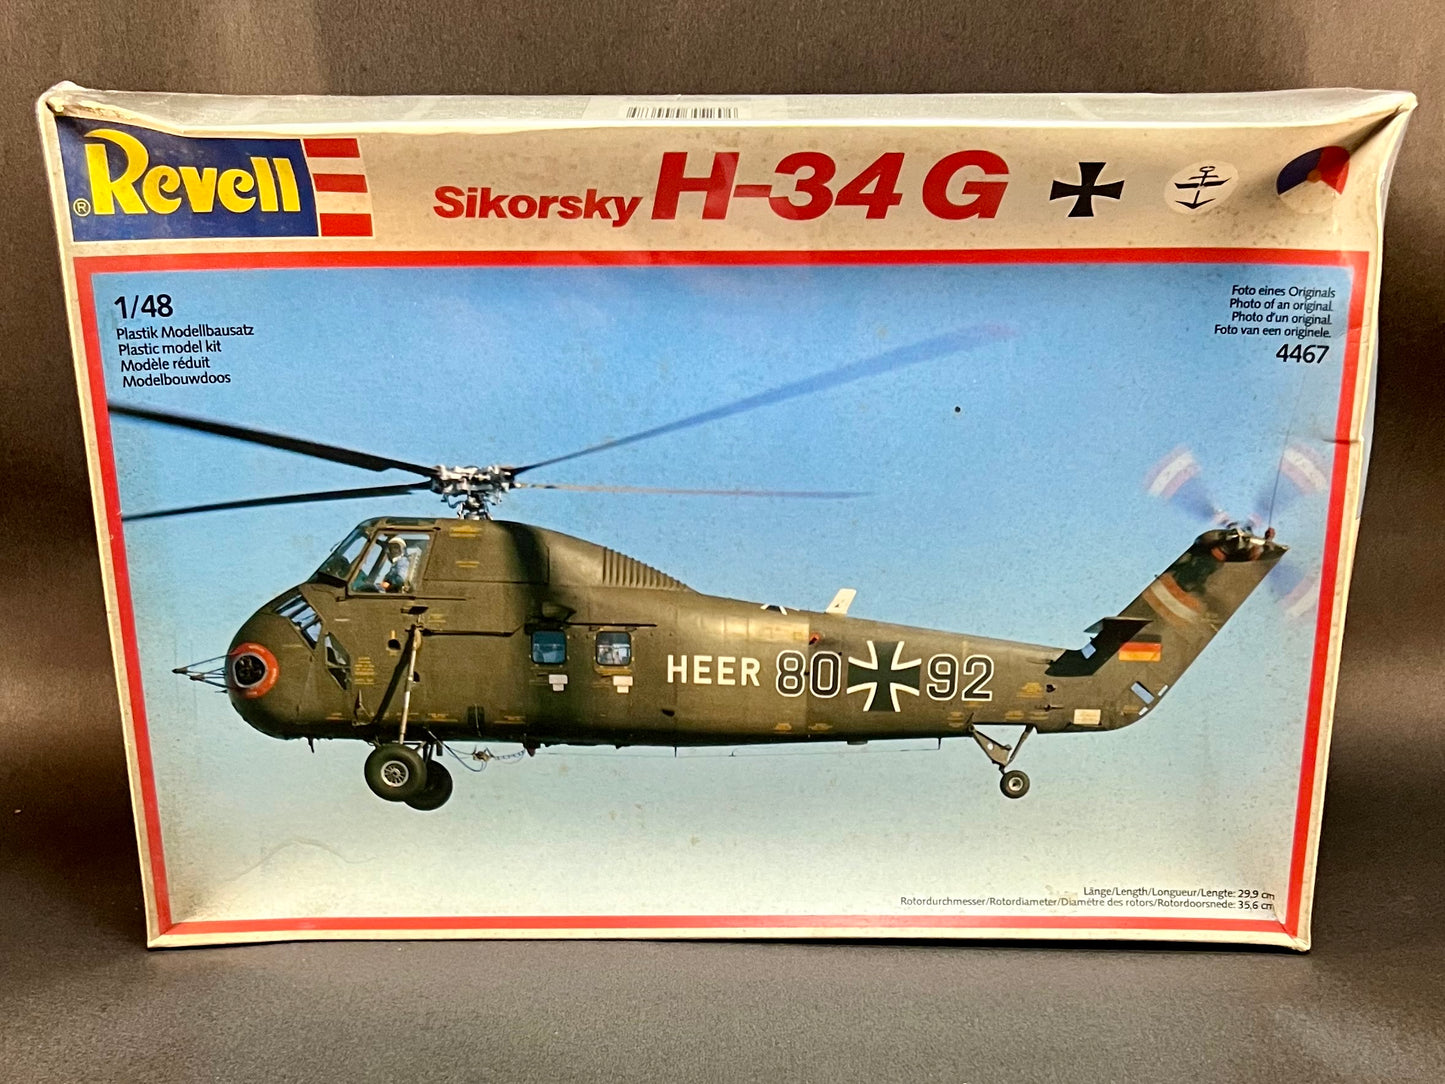 Revell
®
Sikorsky H-34 G
1/48
Plastik Modellbausatz
Plastic model kit
Modèle réduit
Modelbouwdoos
Foto eines Originals
Photo of an original.
Photo d'un original.
Foto van een originele.
4467
HEER 80 92
Länge/Length/Longueur/Lengte: 29,9 cm
Rotordurchmesser/Rotordiameter/Diamétre des rotors/Rotordoorsnede: 35,6 cm